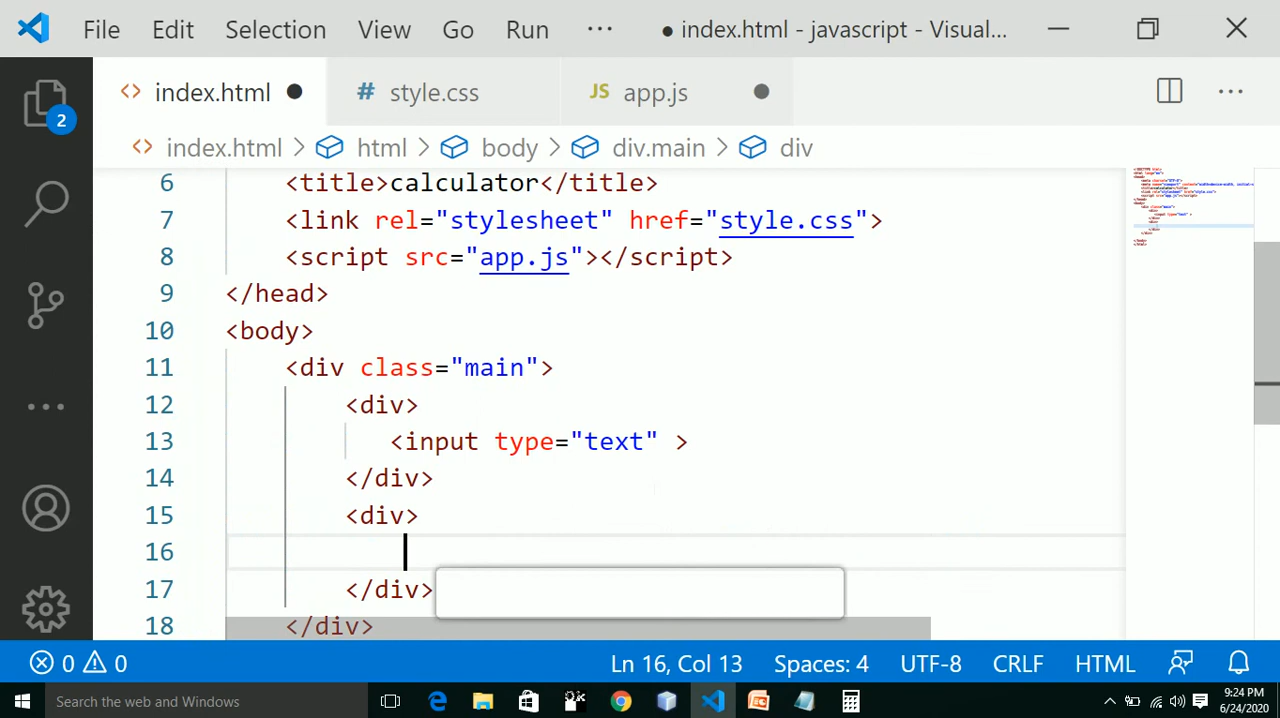 File Edit Selection View Go Run ··· ● index.html - javascript - Visual...
index.html ● # style.css JS app.js ● ···
2
index.html > html > body > div.main > div
6 <title>calculator</title>
7 <link rel="stylesheet" href="style.css">
8 <script src="app.js"></script>
9 </head>
10 <body>
11 <div class="main">
12 <div>
13 <input type="text" >
14 </div>
15 <div>
16
17 </div>
18 </div>
0 0 Ln 16, Col 13 Spaces: 4 UTF-8 CRLF HTML
Search the web and Windows
9:24 PM
6/24/2020